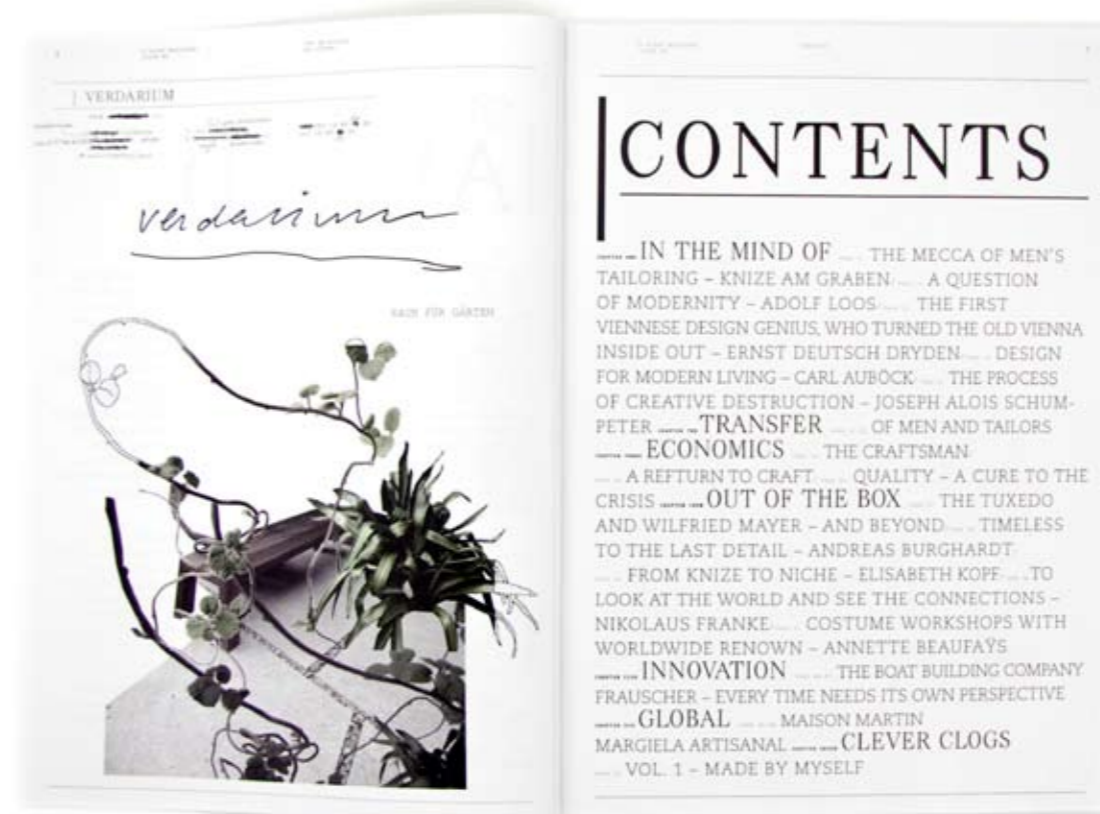 VERDARIUM
verdarium
RAUM FÜR GÄRTEN
CONTENTS
IN THE MIND OF THE MECCA OF MEN'S
TAILORING – KNIZE AM GRABEN A QUESTION
OF MODERNITY – ADOLF LOOS THE FIRST
VIENNESE DESIGN GENIUS, WHO TURNED THE OLD VIENNA
INSIDE OUT – ERNST DEUTSCH DRYDEN DESIGN
FOR MODERN LIVING – CARL AUBÖCK THE PROCESS
OF CREATIVE DESTRUCTION – JOSEPH ALOIS SCHUM-
PETER TRANSFER OF MEN AND TAILORS
ECONOMICS THE CRAFTSMAN
A REFTURN TO CRAFT QUALITY – A CURE TO THE
CRISIS OUT OF THE BOX THE TUXEDO
AND WILFRIED MAYER – AND BEYOND TIMELESS
TO THE LAST DETAIL – ANDREAS BURGHARDT
FROM KNIZE TO NICHE – ELISABETH KOPF TO
LOOK AT THE WORLD AND SEE THE CONNECTIONS –
NIKOLAUS FRANKE COSTUME WORKSHOPS WITH
WORLDWIDE RENOWN – ANNETTE BEAUFAŸS
INNOVATION THE BOAT BUILDING COMPANY
FRAUSCHER – EVERY TIME NEEDS ITS OWN PERSPECTIVE
GLOBAL MAISON MARTIN
MARGIELA ARTISANAL CLEVER CLOGS
VOL. 1 – MADE BY MYSELF